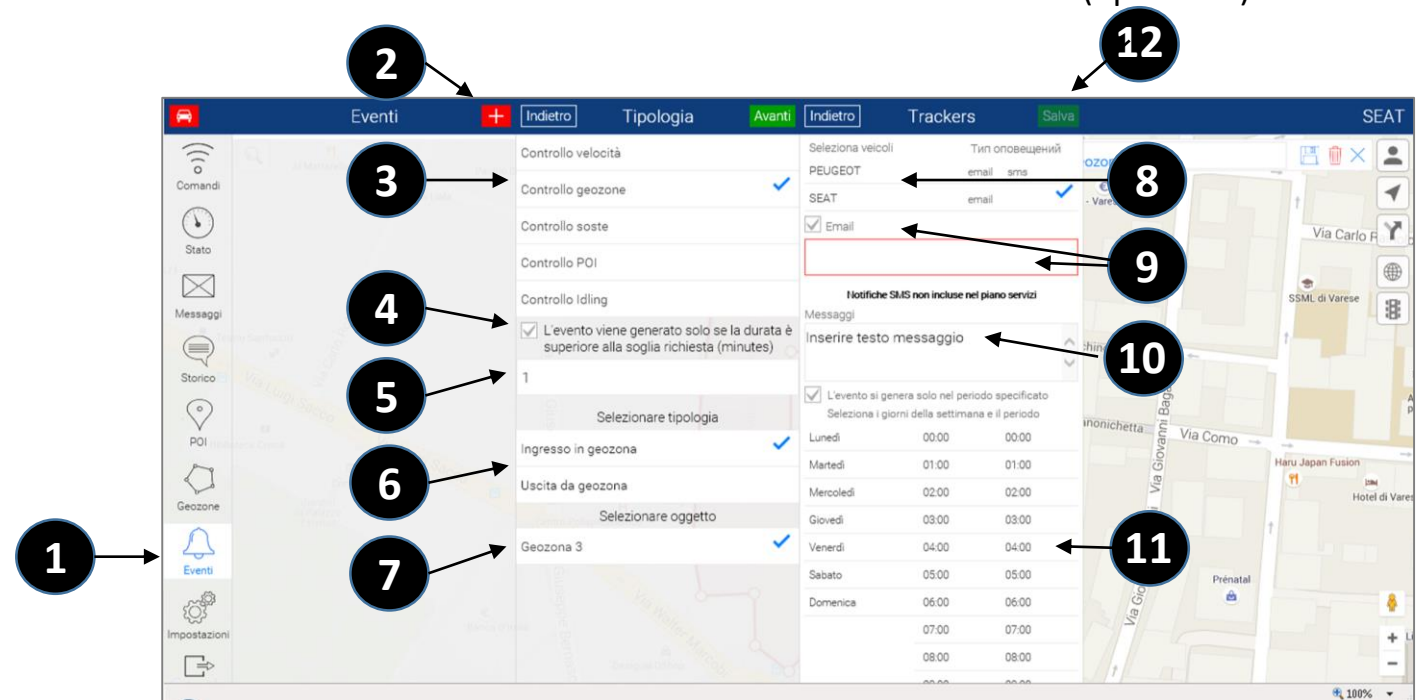 12
2
Eventi
+
Indietro
Tipologia
Avanti
Indietro
Trackers
Salva
SEAT
1
Comandi
Stato
Messaggi
Storico
POI
Geozone
Eventi
Impostazioni
3
4
5
6
7
Controllo velocità
Controllo geozone
Controllo soste
Controllo POI
Controllo Idling
L'evento viene generato solo se la durata è
superiore alla soglia richiesta (minutes)
1
Selezionare tipologia
Ingresso in geozona
Uscita da geozona
Selezionare oggetto
Geozona 3
Seleziona veicoli Тип оповещений
PEUGEOT email sms
SEAT email
Email
Notifiche SMS non incluse nel piano servizi
Messaggi
Inserire testo messaggio
L'evento si genera solo nel periodo specificato
Seleziona i giorni della settimana e il periodo
Lunedì 00:00 00:00
Martedì 01:00 01:00
Mercoledì 02:00 02:00
Giovedì 03:00 03:00
Venerdì 04:00 04:00
Sabato 05:00 05:00
Domenica 06:00 06:00
07:00 07:00
08:00 08:00
8
9
10
11
Via Carlo
SSML di Varese
Via Como
Via Giovanni
Haru Japan Fusion
Hotel di Vares
Prénatal
+
−
100%